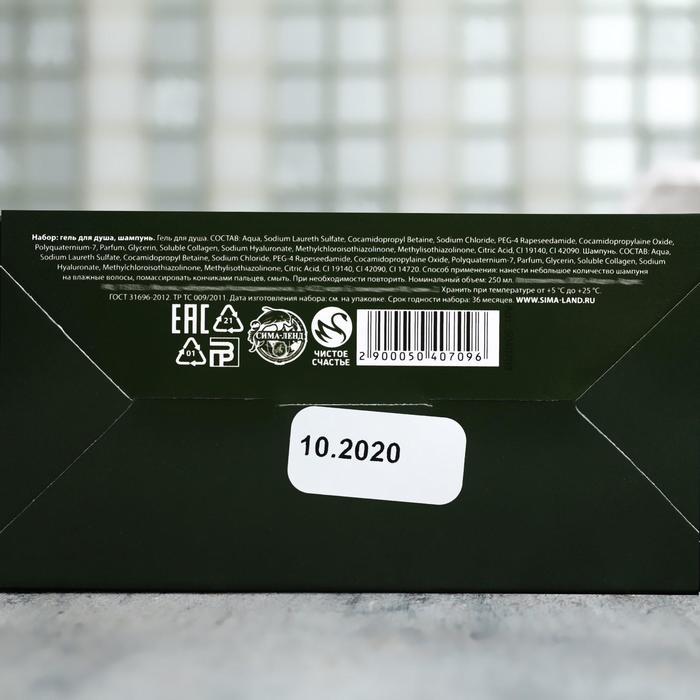 Набор: гель для душа, шампунь. Гель для душа. СОСТАВ: Aqua, Sodium Laureth Sulfate, Cocamidopropyl Betaine, Sodium Chloride, PEG-4 Rapeseedamide, Cocamidopropylaine Oxide,
Polyquaternium-7, Parfum, Glycerin, Soluble Collagen, Sodium Hyaluronate, Methylchloroisothiazolinone, Methylisothiazolinone, Citric Acid, CI 19140, CI 42090. Шампунь. СОСТАВ: Aqua,
Sodium Laureth Sulfate, Cocamidopropyl Betaine, Sodium Chloride, PEG-4 Rapeseedamide, Cocamidopropylaine Oxide, Polyquaternium-7, Parfum, Glycerin, Soluble Collagen, Sodium
Hyaluronate, Methylchloroisothiazolinone, Methylisothiazolinone, Citric Acid, CI 19140, CI 42090, CI 14720. Способ применения: нанести небольшое количество шампуня
на влажные волосы, помассировать кончиками пальцев, смыть. При необходимости повторить. Номинальный объем: 250 мл.
Хранить при температуре от +5 °С до +25 °С.
ГОСТ 31696-2012. ТР ТС 009/2011. Дата изготовления набора: см. на упаковке. Срок годности набора: 36 месяцев. WWW.SIMA-LAND.RU
EAC 21
СИМА-ЛЕНД
01
ЧИСТОЕ
СЧАСТЬЕ
2 900050 407096
10.2020